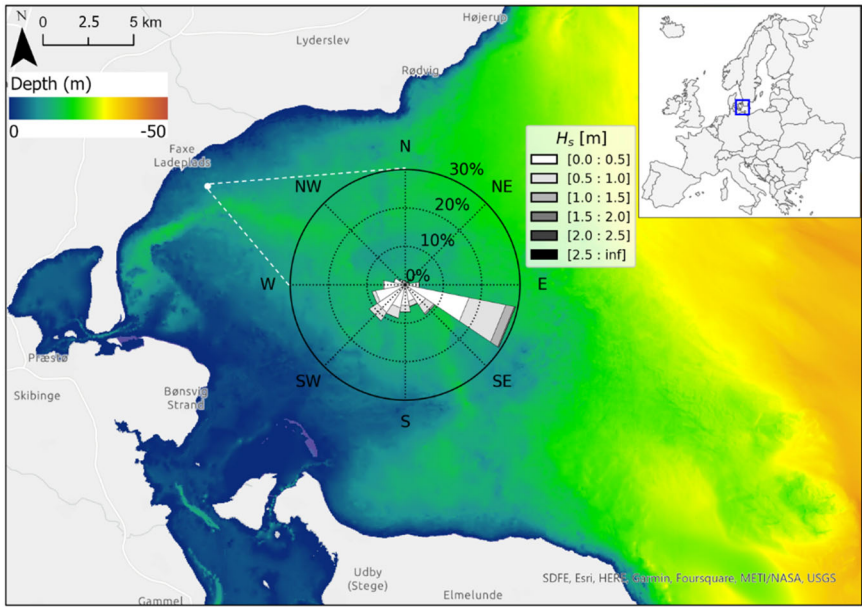 N
0 2.5 5 km
Depth (m)
0 -50
Højerup
Lyderslev
Rødvig
Faxe
Ladeplads
Præstø
Skibinge
Bønsvig
Strand
Gammel
Udby
(Stege)
Elmelunde
N
NE
E
SE
S
SW
W
NW
30%
20%
10%
0%
Hs [m]
[0.0 : 0.5]
[0.5 : 1.0]
[1.0 : 1.5]
[1.5 : 2.0]
[2.0 : 2.5]
[2.5 : inf]
SDFE, Esri, HERE, Garmin, Foursquare, METI/NASA, USGS